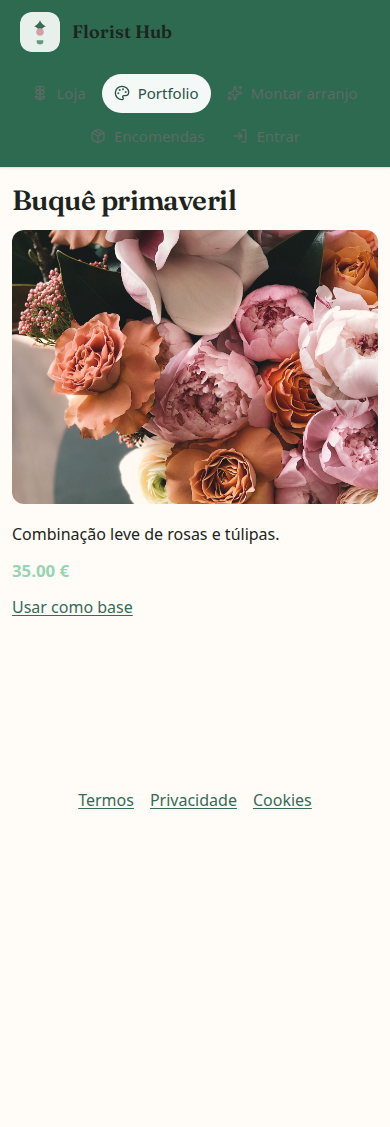 Florist Hub
Loja
Portfolio
Montar arranjo
Encomendas
Entrar
Buquê primaveril
Combinação leve de rosas e túlipas.
35.00 €
Usar como base
Termos Privacidade Cookies